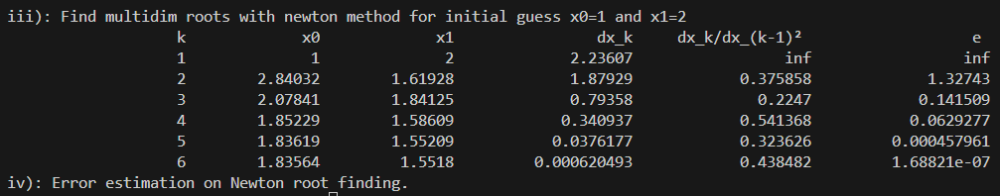 iii): Find multidim roots with newton method for initial guess x0=1 and x1=2
k x0 x1 dx_k dx_k/dx_(k-1)² e
1 1 2 2.23607 inf inf
2 2.84032 1.61928 1.87929 0.375858 1.32743
3 2.07841 1.84125 0.79358 0.2247 0.141509
4 1.85229 1.58609 0.340937 0.541368 0.0629277
5 1.83619 1.55209 0.0376177 0.323626 0.000457961
6 1.83564 1.5518 0.000620493 0.438482 1.68821e-07
iv): Error estimation on Newton root finding.